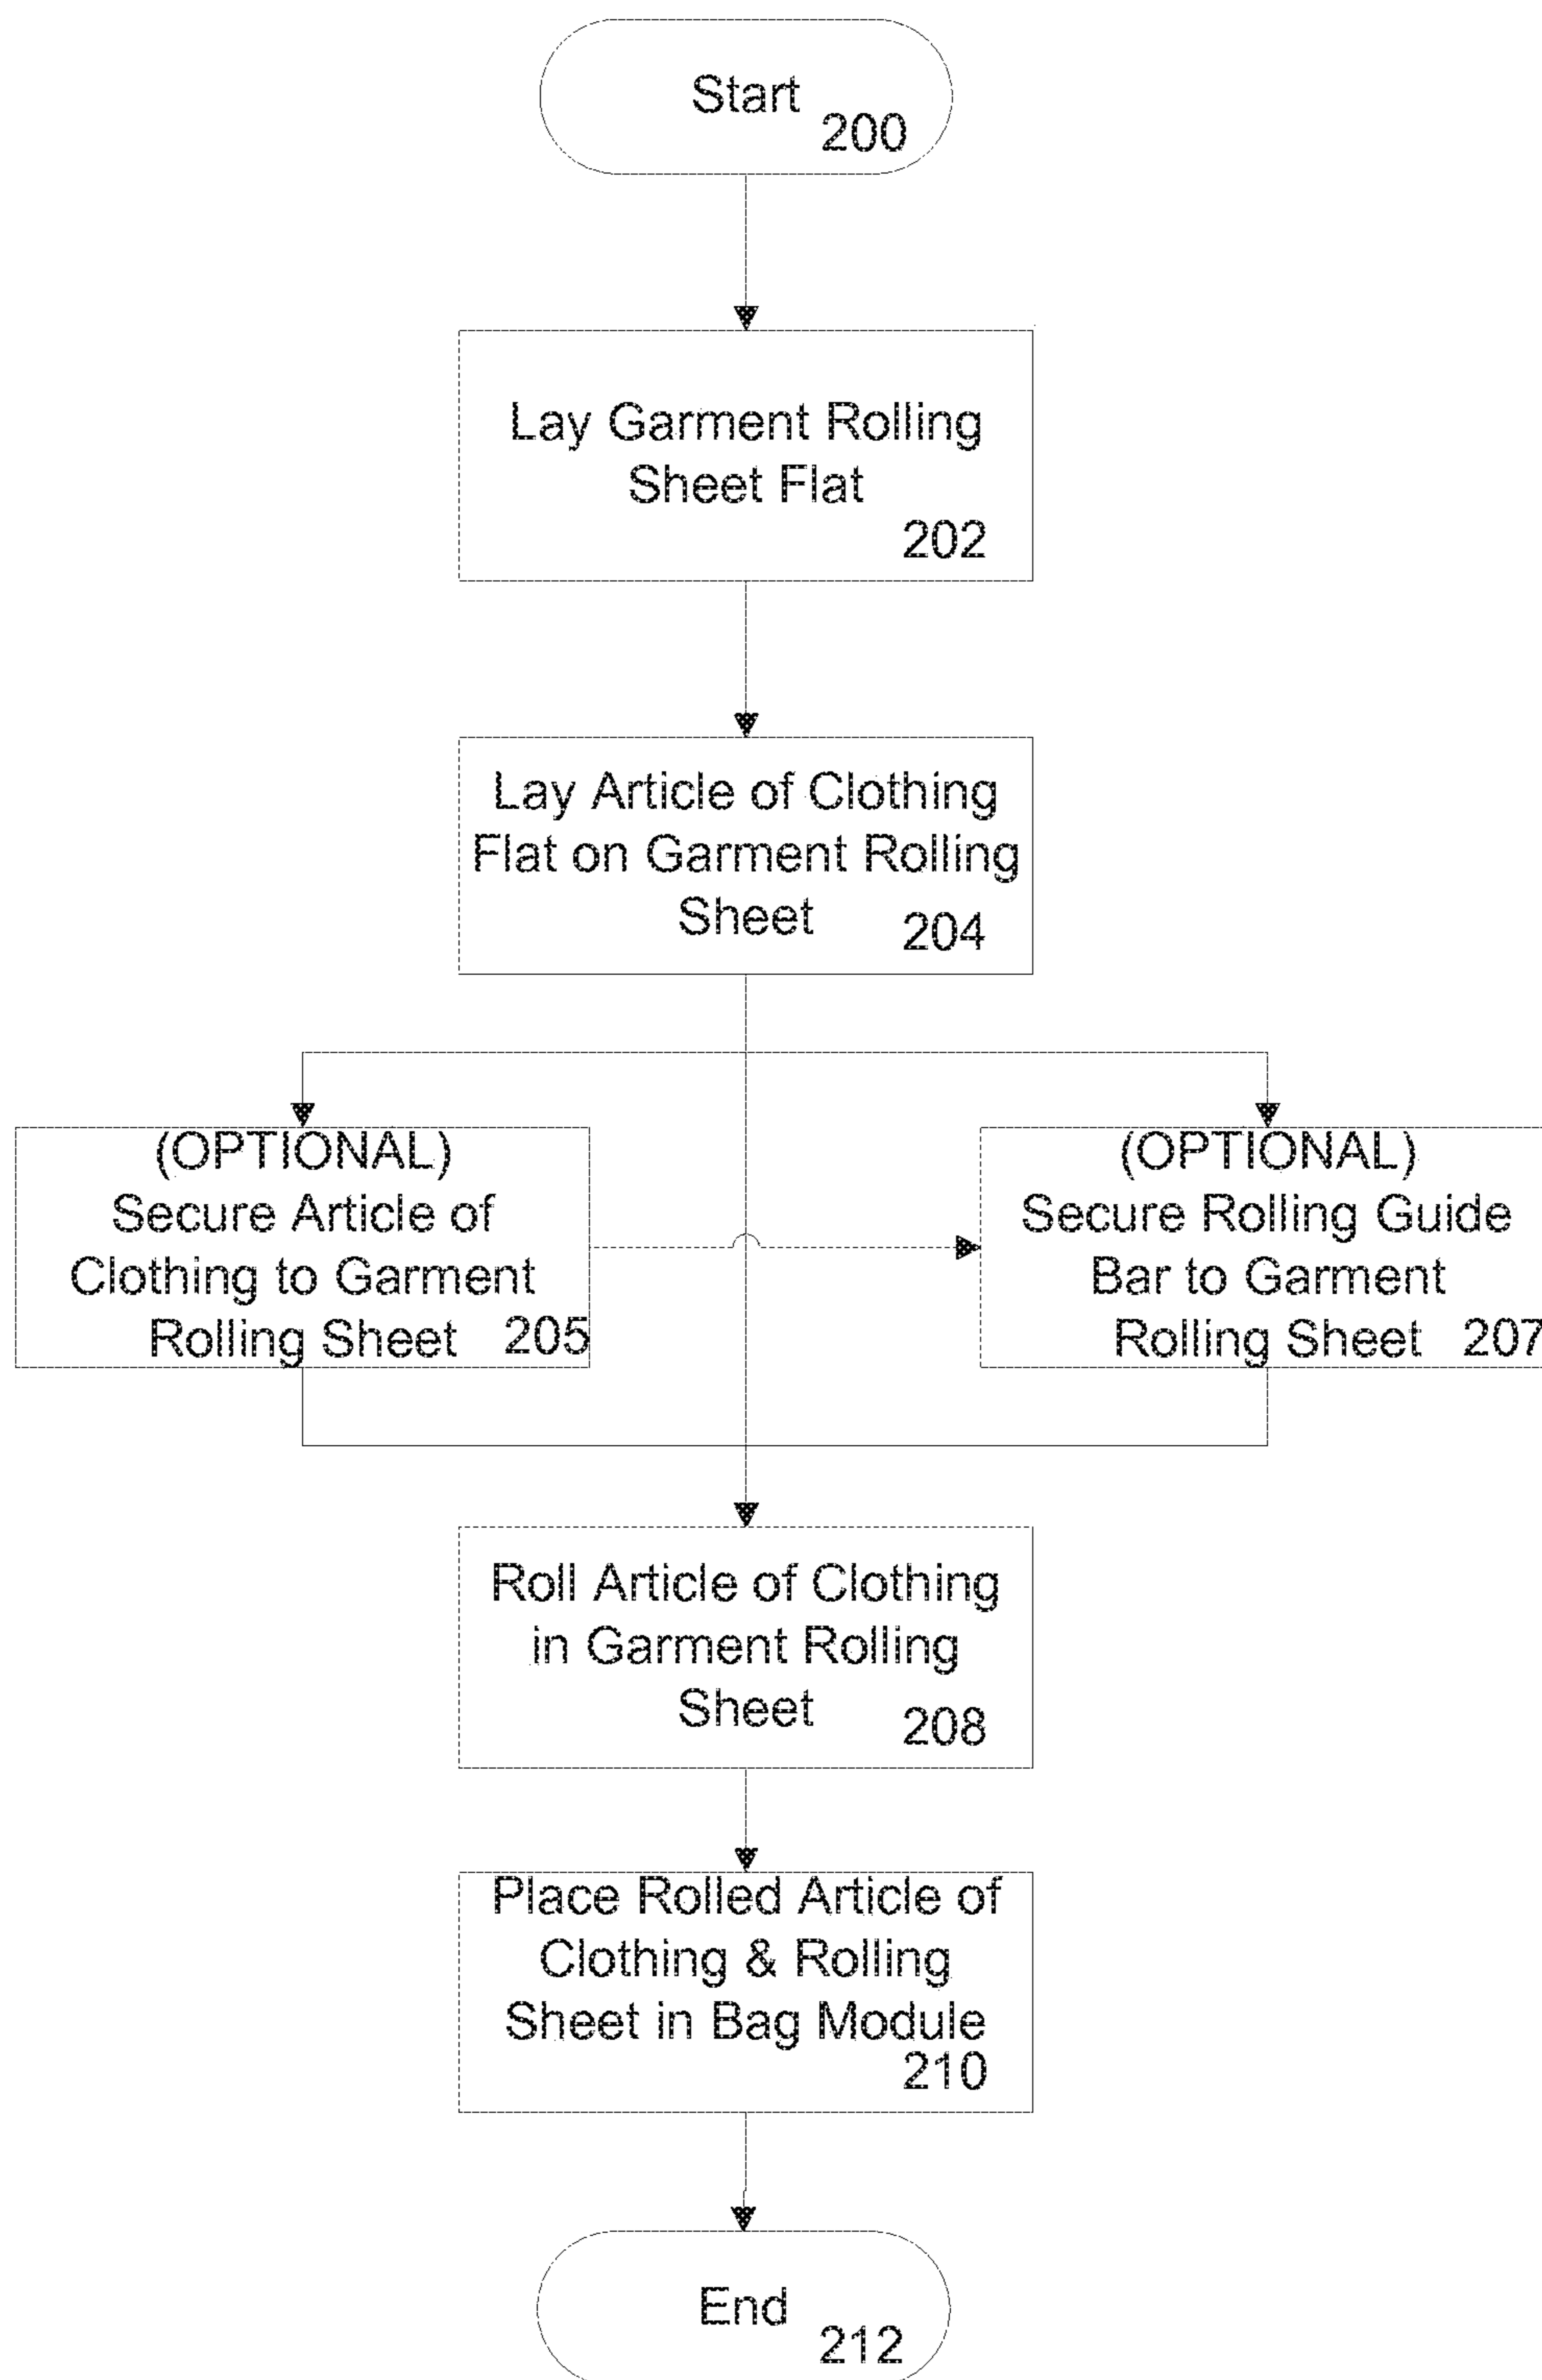 Start
200
Lay Garment Rolling
Sheet Flat
202
Lay Article of Clothing
Flat on Garment Rolling
Sheet 204
(OPTIONAL)
Secure Article of
Clothing to Garment
Rolling Sheet 205
(OPTIONAL)
Secure Rolling Guide
Bar to Garment
Rolling Sheet 207
Roll Article of Clothing
in Garment Rolling
Sheet 208
Place Rolled Article of
Clothing & Rolling
Sheet in Bag Module
210
End
212